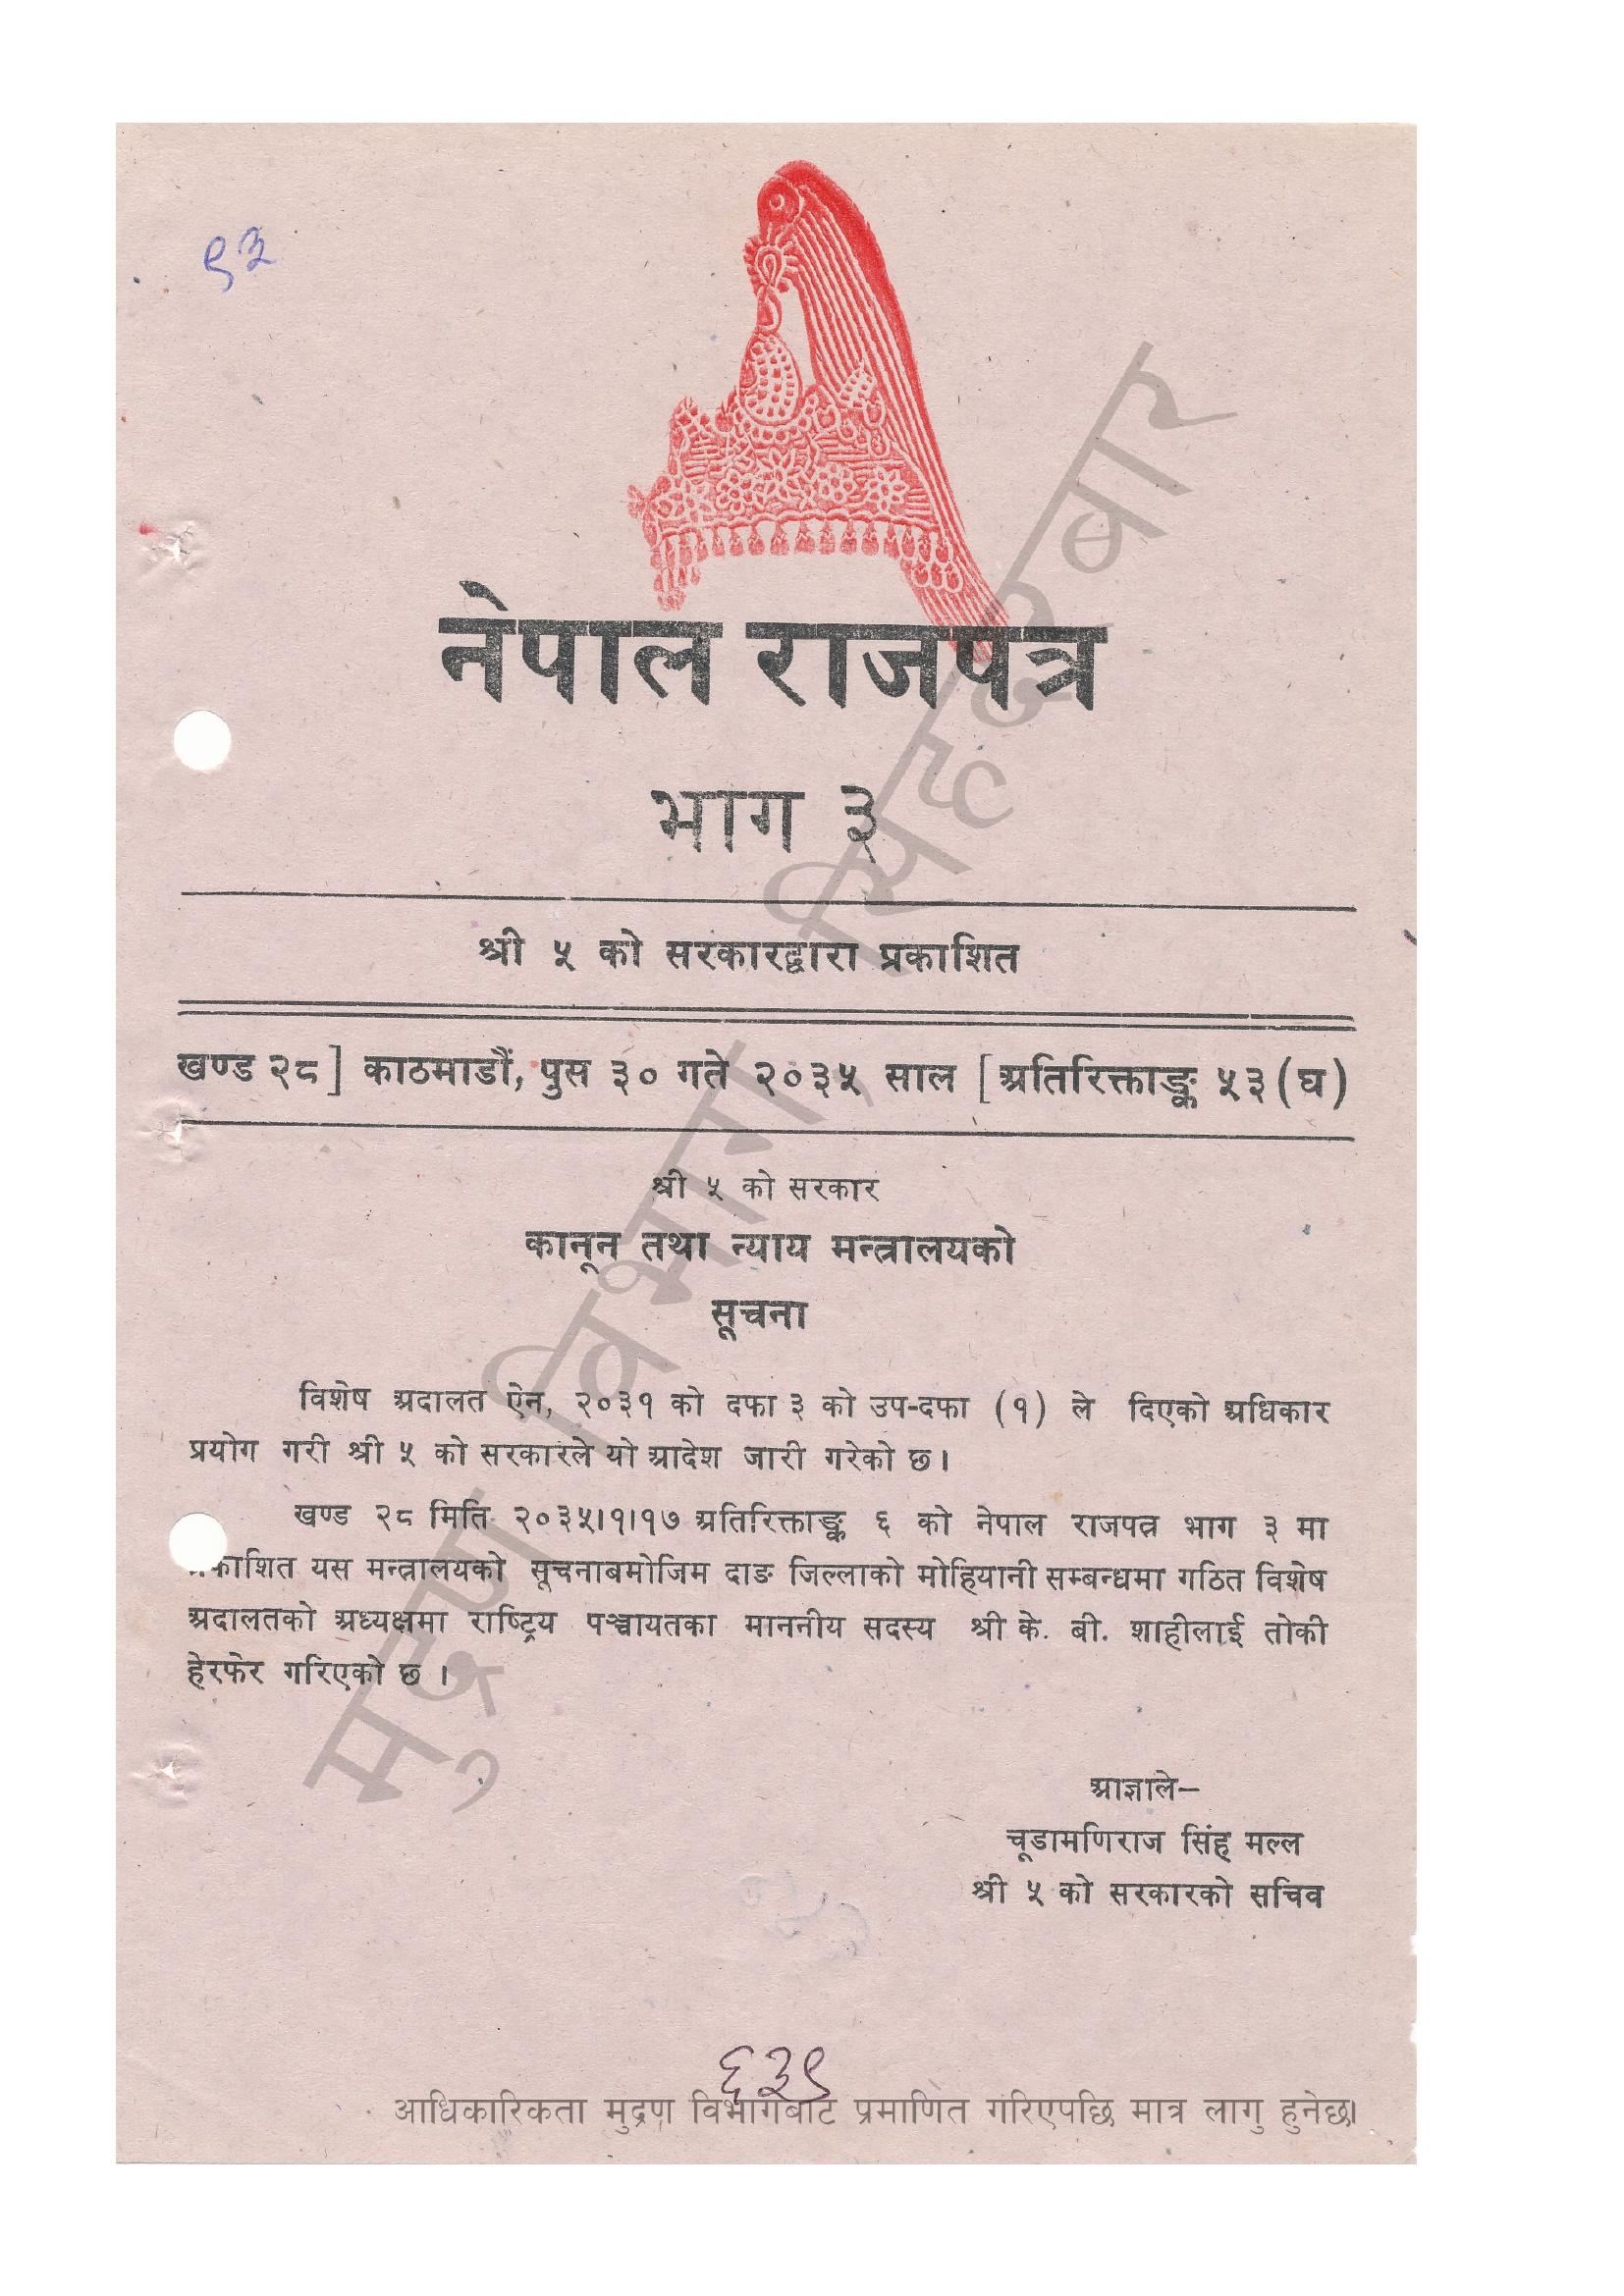 ९३
नेपाल राजपत्र
भाग ३
श्री ५ को सरकारद्वारा प्रकाशित
खण्ड २८] काठमाडौं, पुस ३० गते २०३५ साल [अतिरिक्ताङ्क ५३(घ)
श्री ५ को सरकार
कानून तथा न्याय मन्त्रालयको
सूचना
विशेष अदालत ऐन, २०३१ को दफा ३ को उप-दफा (१) ले दिएको अधिकार
प्रयोग गरी श्री ५ को सरकारले यो आदेश जारी गरेको छ।
खण्ड २८ मिति २०३५।१।१७ अतिरिक्ताङ्क ६ को नेपाल राजपत्र भाग ३ मा
प्रकाशित यस मन्त्रालयको सूचनाबमोजिम दाङ जिल्लाको मोहियानी सम्बन्धमा गठित विशेष
अदालतको अध्यक्षमा राष्ट्रिय पञ्चायतका माननीय सदस्य श्री के. बी. शाहीलाई तोकी
हेरफेर गरिएको छ ।
आज्ञाले–
चूडामणिराज सिंह मल्ल
श्री ५ को सरकारको सचिव
६३९
आधिकारिकता मुद्रण विभागबाट प्रमाणित गरिएपछि मात्र लागु हुनेछ।
मुद्रण विभाग, सिंहदरबार